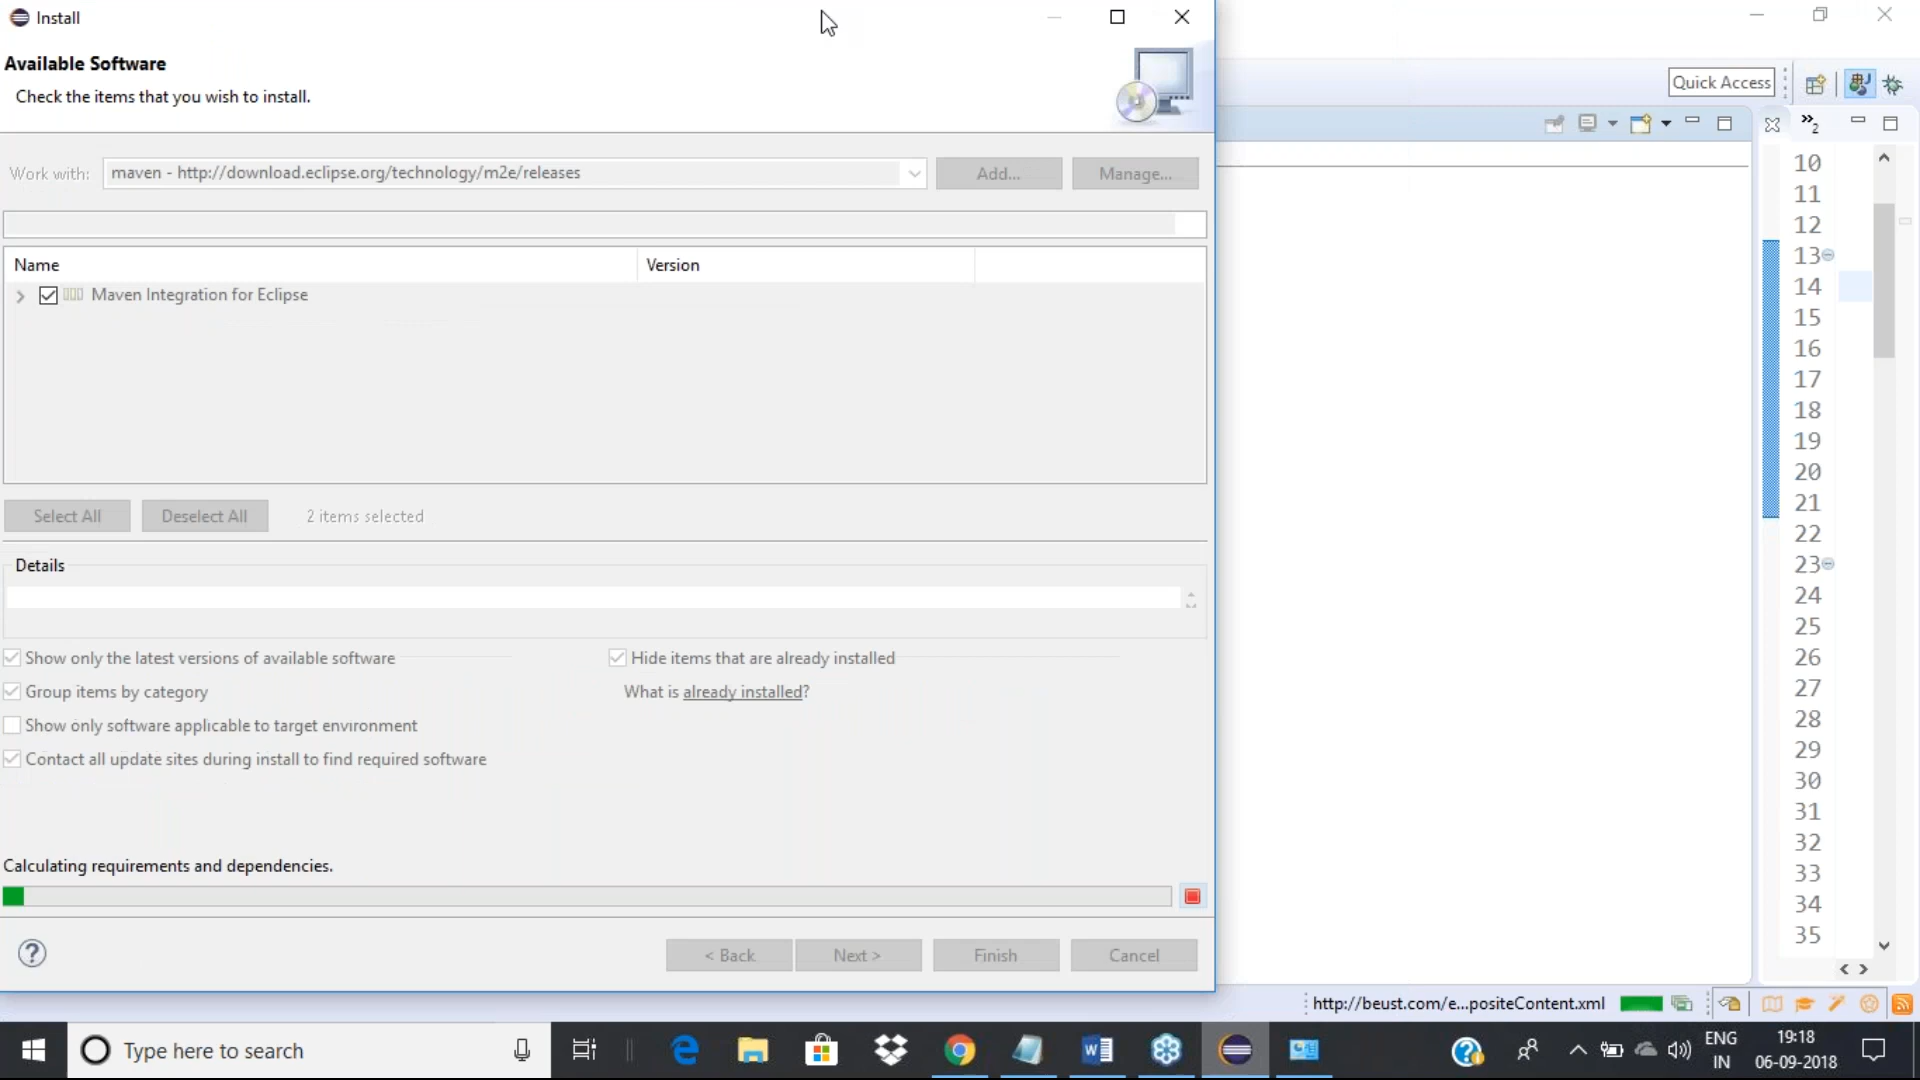 Install
Available Software
Check the items that you wish to install.
Work with:
maven - http://download.eclipse.org/technology/m2e/releases
Add...
Manage...
Name
Version
Maven Integration for Eclipse
Select All
Deselect All
2 items selected
Details
Show only the latest versions of available software
Hide items that are already installed
Group items by category
What is already installed?
Show only software applicable to target environment
Contact all update sites during install to find required software
Calculating requirements and dependencies.
< Back
Next >
Finish
Cancel
Quick Access
»2
10
11
12
13
14
15
16
17
18
19
20
21
22
23
24
25
26
27
28
29
30
31
32
33
34
35
http://beust.com/e...positeContent.xml
Type here to search
ENG
IN
19:18
06-09-2018